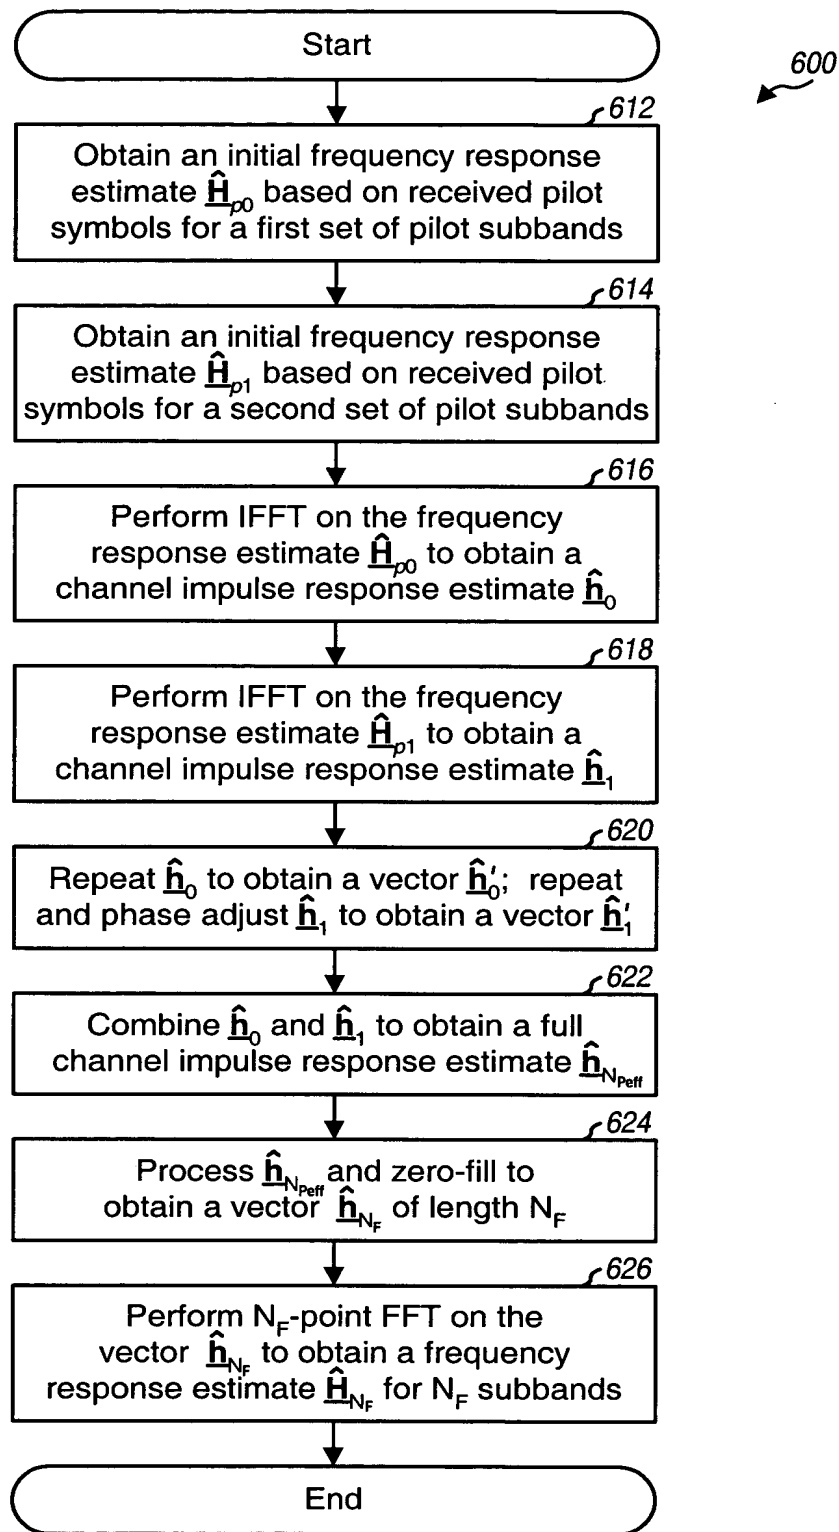 Start
600
612
Obtain an initial frequency response
estimate Ĥp0 based on received pilot
symbols for a first set of pilot subbands
614
Obtain an initial frequency response
estimate Ĥp1 based on received pilot
symbols for a second set of pilot subbands
616
Perform IFFT on the frequency
response estimate Ĥp0 to obtain a
channel impulse response estimate ĥ0
618
Perform IFFT on the frequency
response estimate Ĥp1 to obtain a
channel impulse response estimate ĥ1
620
Repeat ĥ0 to obtain a vector ĥ′0; repeat
and phase adjust ĥ1 to obtain a vector ĥ′1
622
Combine ĥ0 and ĥ1 to obtain a full
channel impulse response estimate ĥNPeff
624
Process ĥNPeff and zero-fill to
obtain a vector ĥNF of length NF
626
Perform NF-point FFT on the
vector ĥNF to obtain a frequency
response estimate ĤNF for NF subbands
End